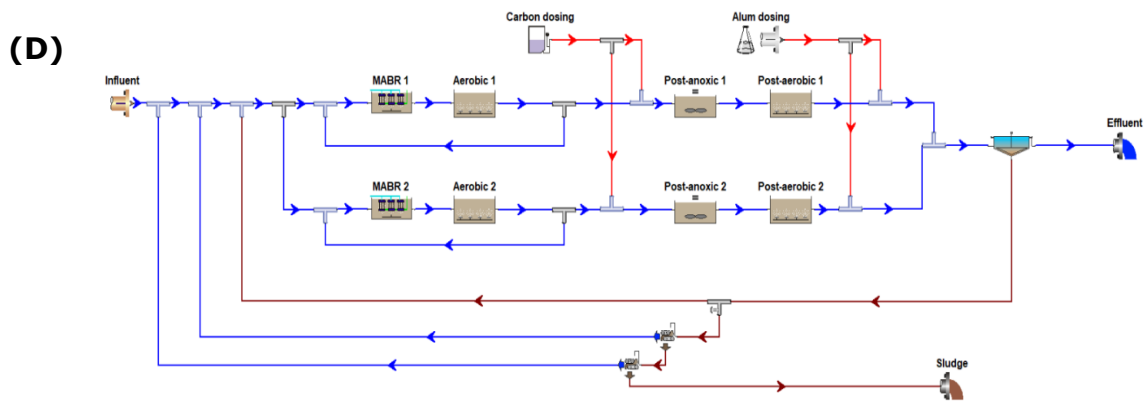 (D)
Carbon dosing
Alum dosing
Influent
MABR 1
Aerobic 1
Post-anoxic 1
Post-aerobic 1
Effluent
MABR 2
Aerobic 2
Post-anoxic 2
Post-aerobic 2
Sludge